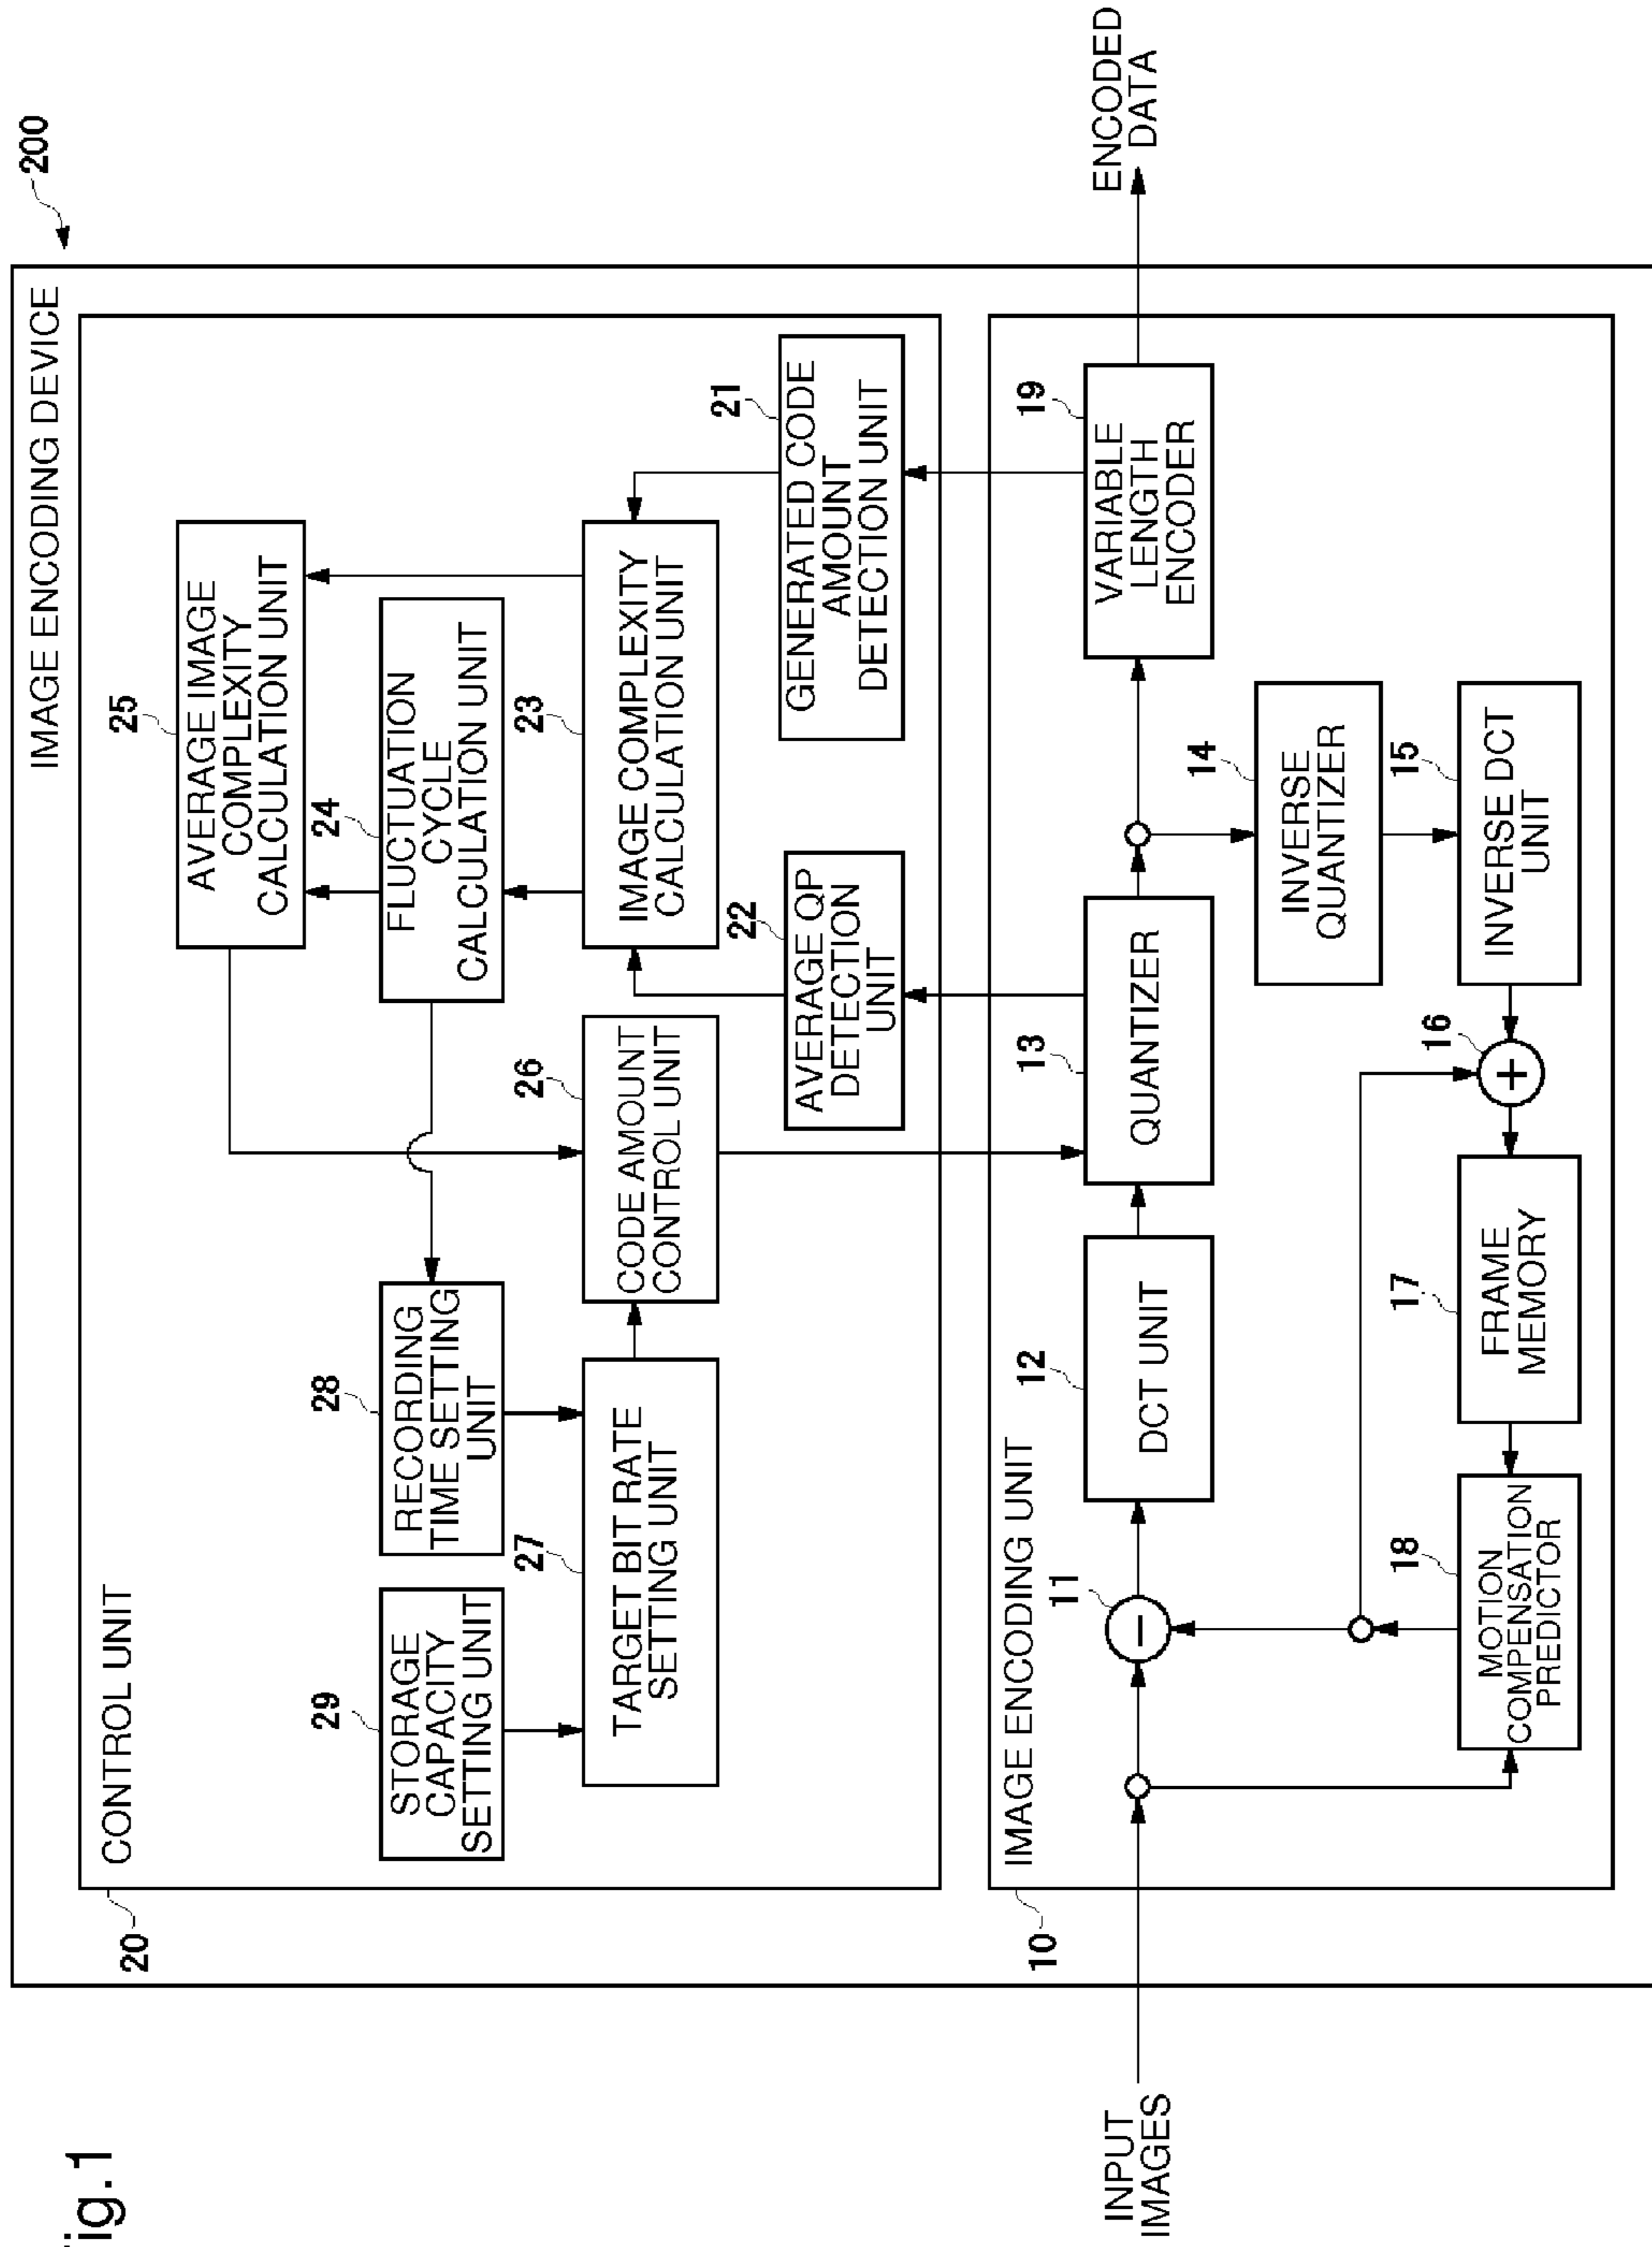 Fig.1
200
IMAGE ENCODING DEVICE
20
CONTROL UNIT
25
AVERAGE IMAGE
COMPLEXITY
CALCULATION UNIT
29
STORAGE
CAPACITY
SETTING UNIT
28
RECORDING
TIME SETTING
UNIT
24
FLUCTUATION
CYCLE
CALCULATION UNIT
27
TARGET BIT RATE
SETTING UNIT
26
CODE AMOUNT
CONTROL UNIT
23
IMAGE COMPLEXITY
CALCULATION UNIT
22
AVERAGE QP
DETECTION
UNIT
21
GENERATED CODE
AMOUNT
DETECTION UNIT
10
IMAGE ENCODING UNIT
INPUT
IMAGES
11
−
12
DCT UNIT
13
QUANTIZER
19
VARIABLE
LENGTH
ENCODER
ENCODED
DATA
14
INVERSE
QUANTIZER
18
MOTION
COMPENSATION
PREDICTOR
17
FRAME
MEMORY
16
+
15
INVERSE DCT
UNIT